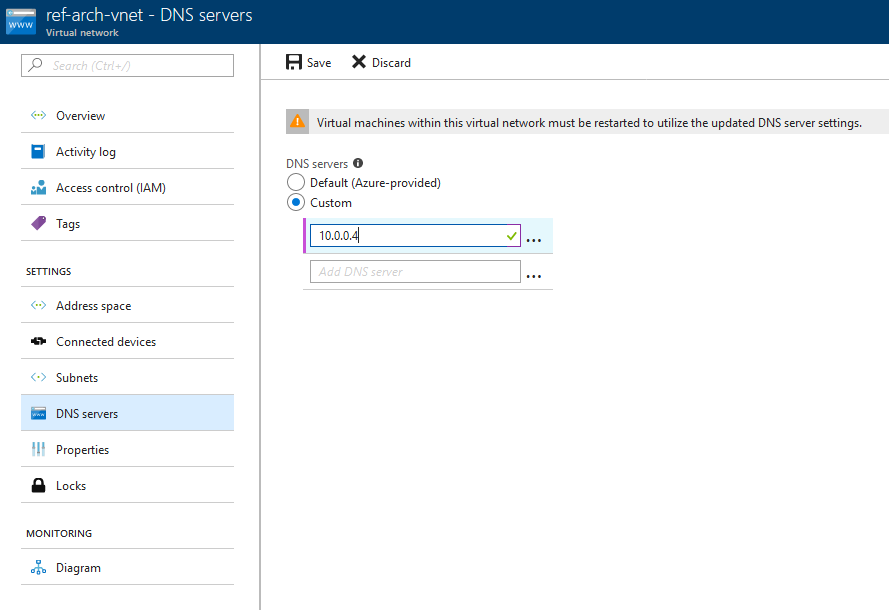 www
ref-arch-vnet - DNS servers
Virtual network
Search (Ctrl+/)
Overview
Activity log
Access control (IAM)
Tags
SETTINGS
Address space
Connected devices
Subnets
www
DNS servers
Properties
Locks
MONITORING
Diagram
Save
Discard
Virtual machines within this virtual network must be restarted to utilize the updated DNS server settings.
DNS servers
Default (Azure-provided)
Custom
10.0.0.4
...
Add DNS server
...